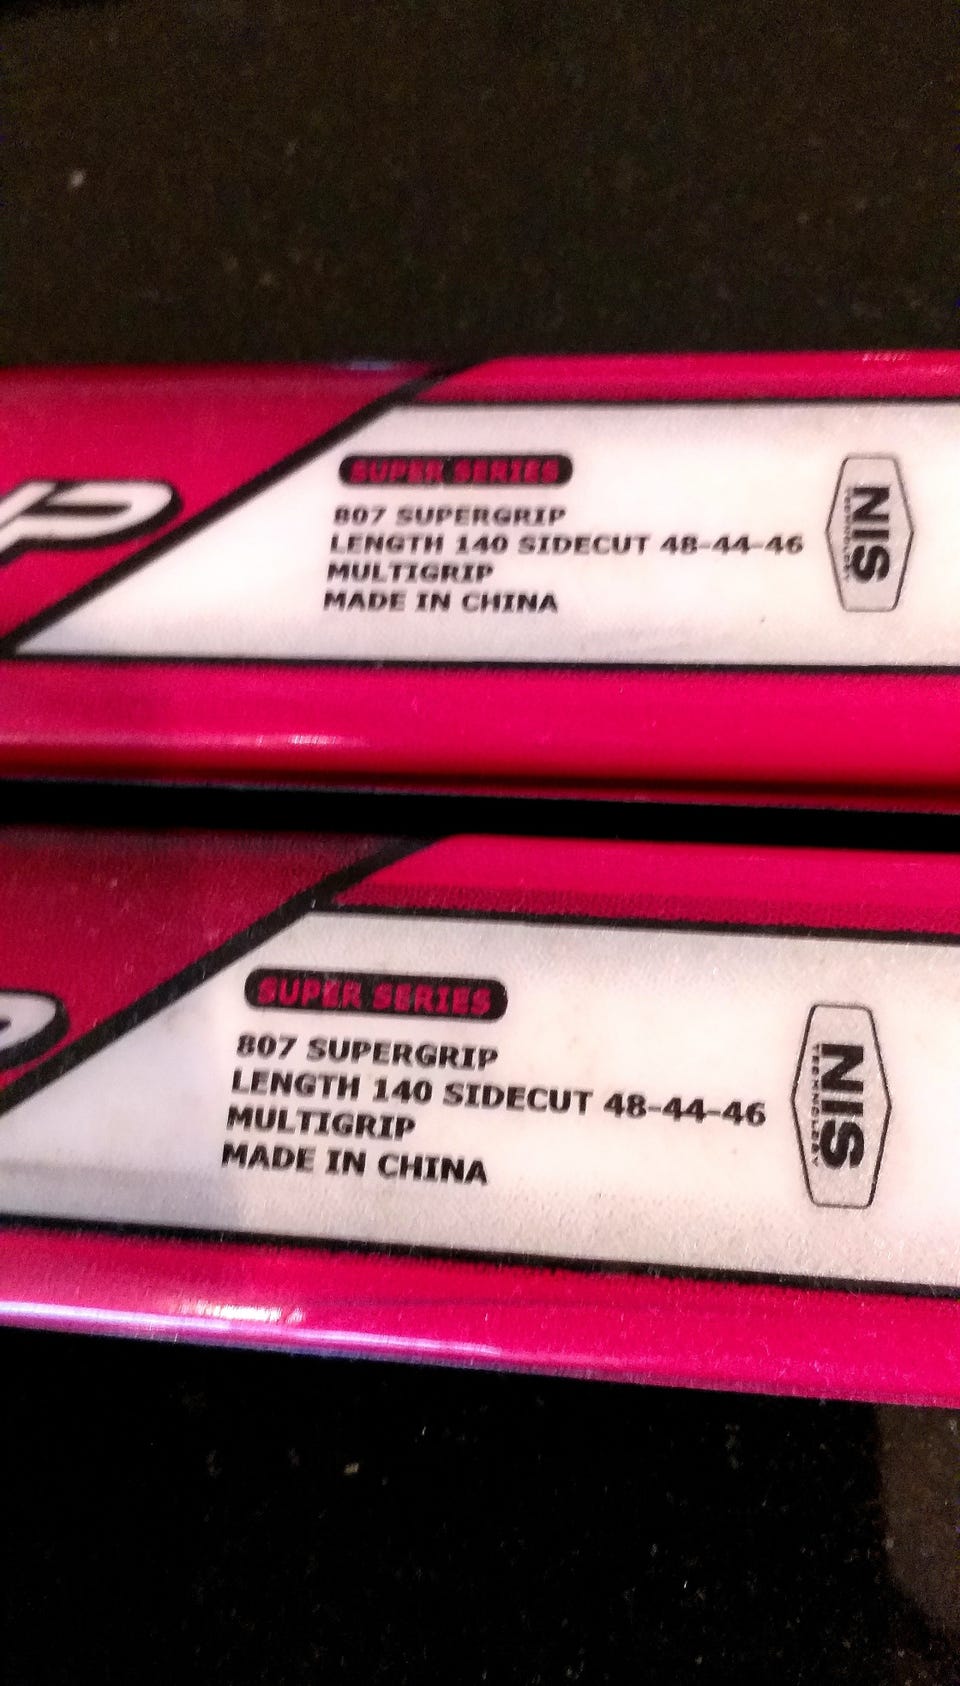 P
SUPER SERIES
807 SUPERGRIP
LENGTH 140 SIDECUT 48-44-46
MULTIGRIP
MADE IN CHINA
NIS
SUPER SERIES
807 SUPERGRIP
LENGTH 140 SIDECUT 48-44-46
MULTIGRIP
MADE IN CHINA
NIS